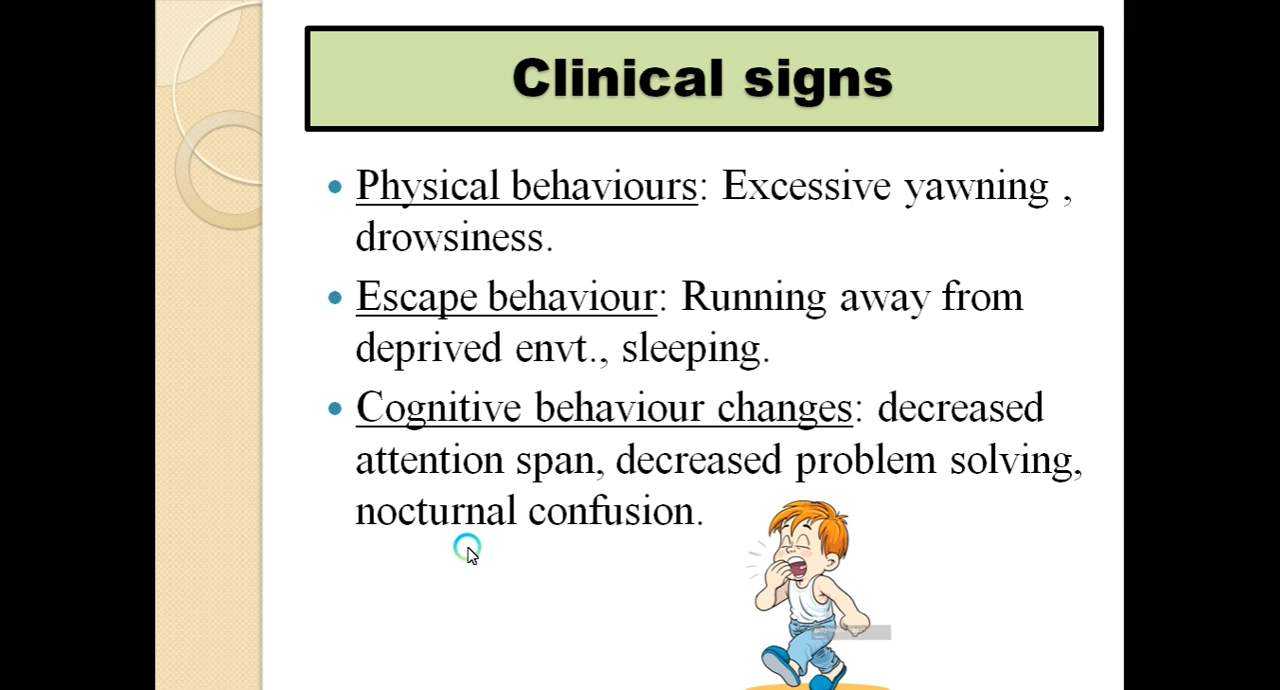 Clinical signs
• Physical behaviours: Excessive yawning ,
drowsiness.
• Escape behaviour: Running away from
deprived envt., sleeping.
• Cognitive behaviour changes: decreased
attention span, decreased problem solving,
nocturnal confusion.